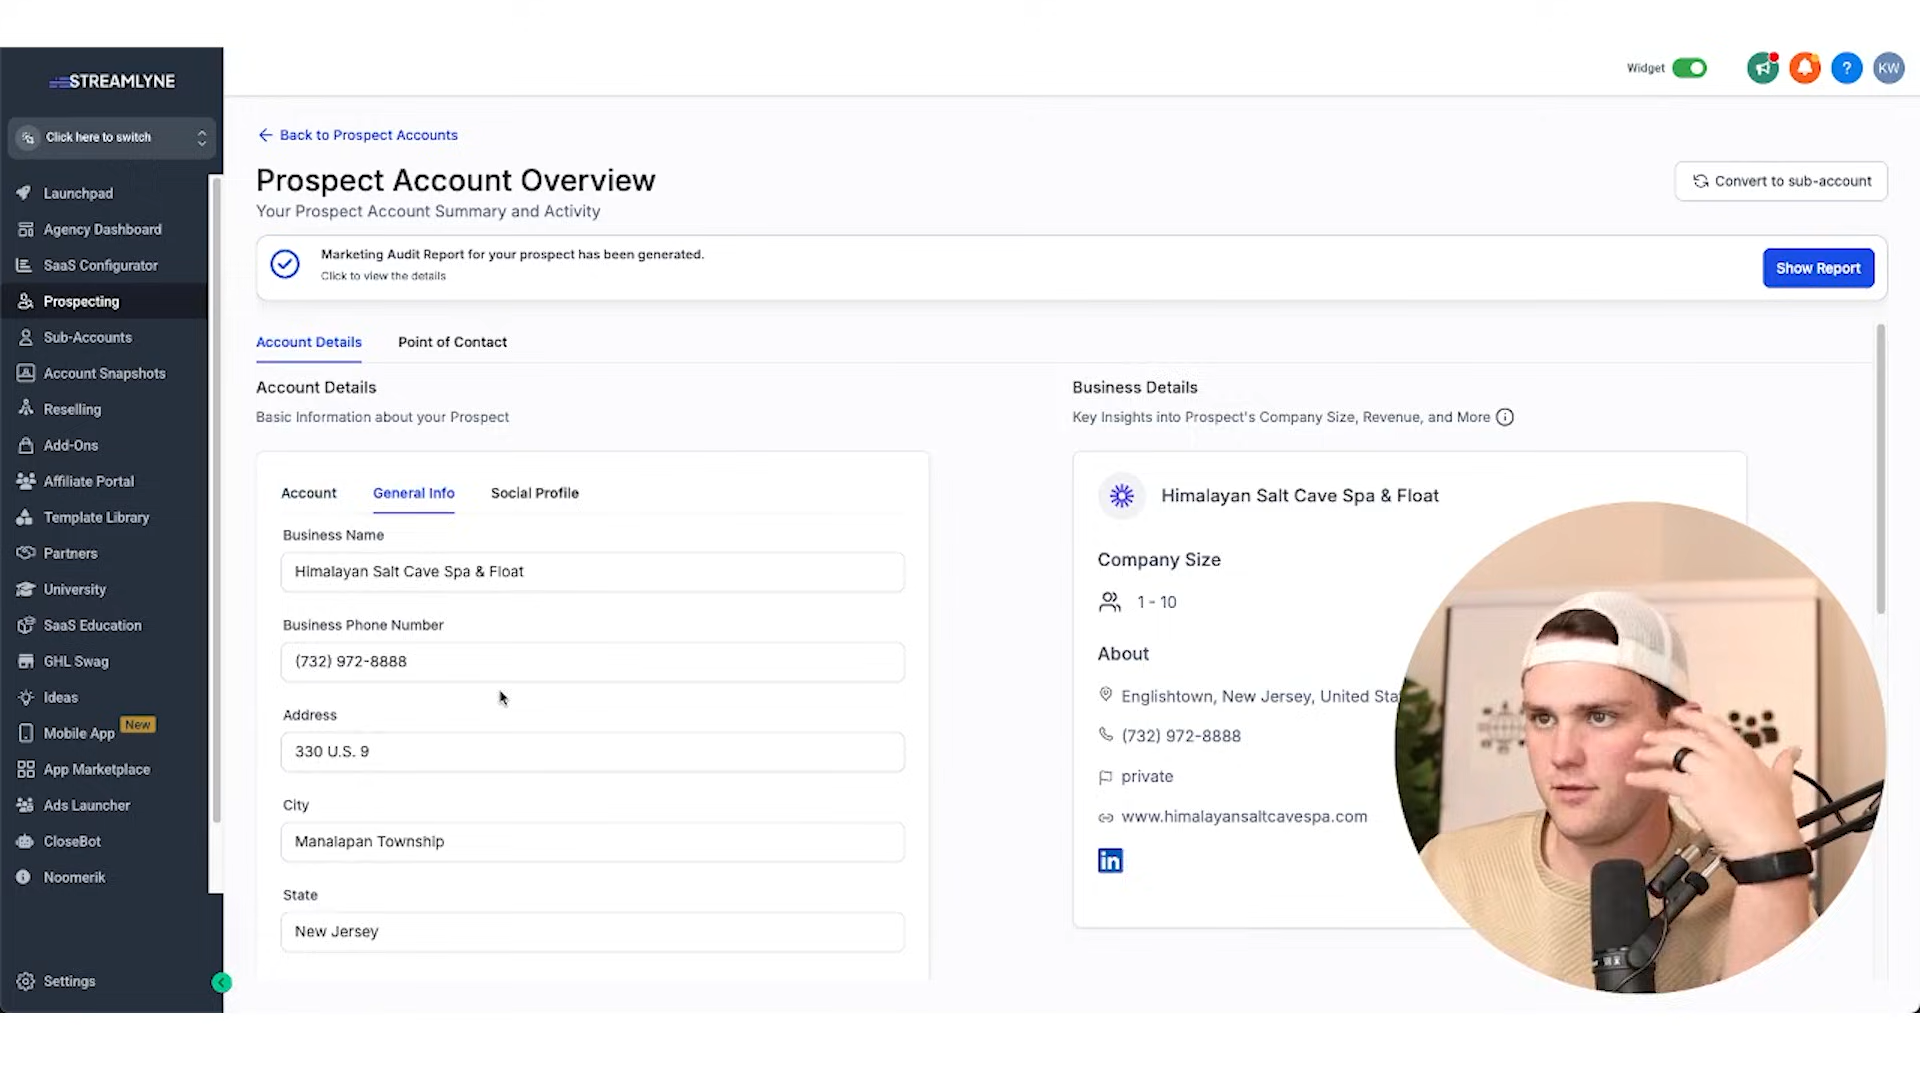 STREAMLYNE
Click here to switch
Launchpad
Agency Dashboard
SaaS Configurator
Prospecting
Sub-Accounts
Account Snapshots
Reselling
Add-Ons
Affiliate Portal
Template Library
Partners
University
SaaS Education
GHL Swag
Ideas
Mobile App New
App Marketplace
Ads Launcher
CloseBot
Noomerik
Settings
Widget
?
KW
Back to Prospect Accounts
Prospect Account Overview
Your Prospect Account Summary and Activity
Convert to sub-account
Marketing Audit Report for your prospect has been generated.
Click to view the details
Show Report
Account Details
Point of Contact
Account Details
Basic Information about your Prospect
Account
General Info
Social Profile
Business Name
Himalayan Salt Cave Spa & Float
Business Phone Number
(732) 972-8888
Address
330 U.S. 9
City
Manalapan Township
State
New Jersey
Business Details
Key Insights into Prospect's Company Size, Revenue, and More
Himalayan Salt Cave Spa & Float
Company Size
1 - 10
About
Englishtown, New Jersey, United Sta
(732) 972-8888
private
www.himalayansaltcavespa.com
in